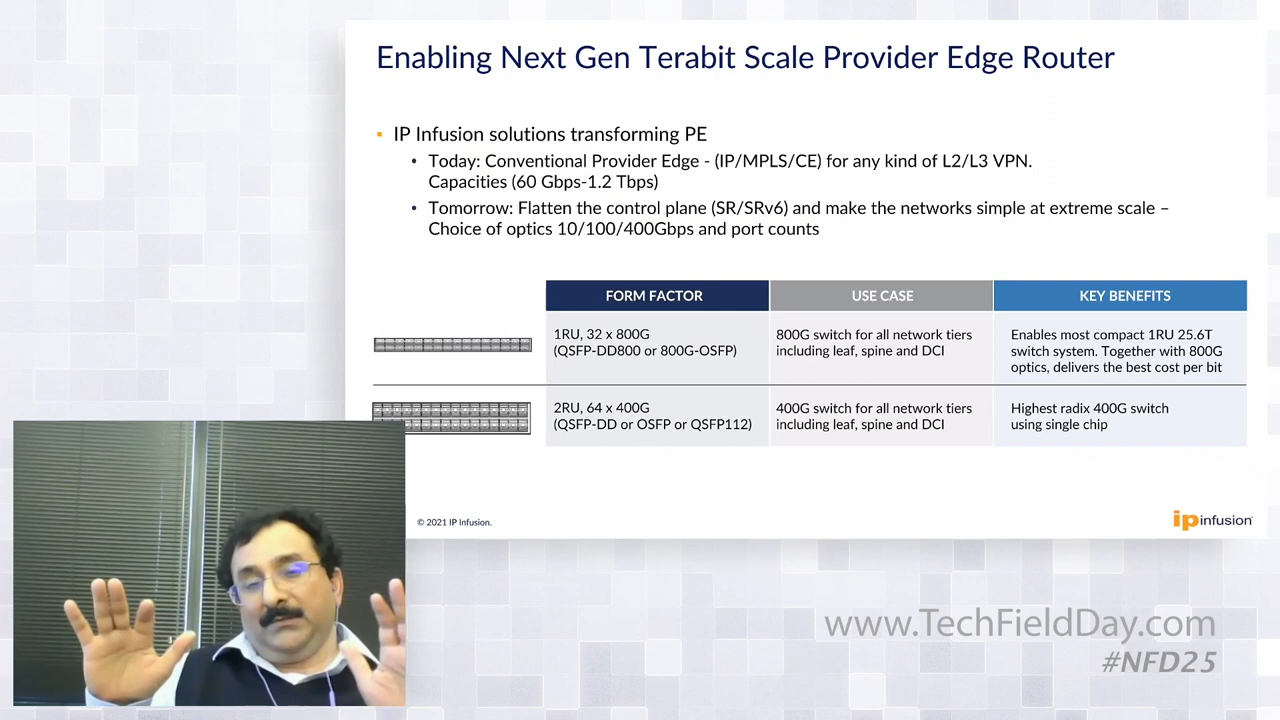 Enabling Next Gen Terabit Scale Provider Edge Router
▪ IP Infusion solutions transforming PE
• Today: Conventional Provider Edge - (IP/MPLS/CE) for any kind of L2/L3 VPN.
Capacities (60 Gbps-1.2 Tbps)
• Tomorrow: Flatten the control plane (SR/SRv6) and make the networks simple at extreme scale –
Choice of optics 10/100/400Gbps and port counts
FORM FACTOR
USE CASE
KEY BENEFITS
1RU, 32 x 800G
(QSFP-DD800 or 800G-OSFP)
800G switch for all network tiers
including leaf, spine and DCI
Enables most compact 1RU 25.6T
switch system. Together with 800G
optics, delivers the best cost per bit
2RU, 64 x 400G
(QSFP-DD or OSFP or QSFP112)
400G switch for all network tiers
including leaf, spine and DCI
Highest radix 400G switch
using single chip
© 2021 IP Infusion.
ipinfusion
www.TechFieldDay.com
#NFD25